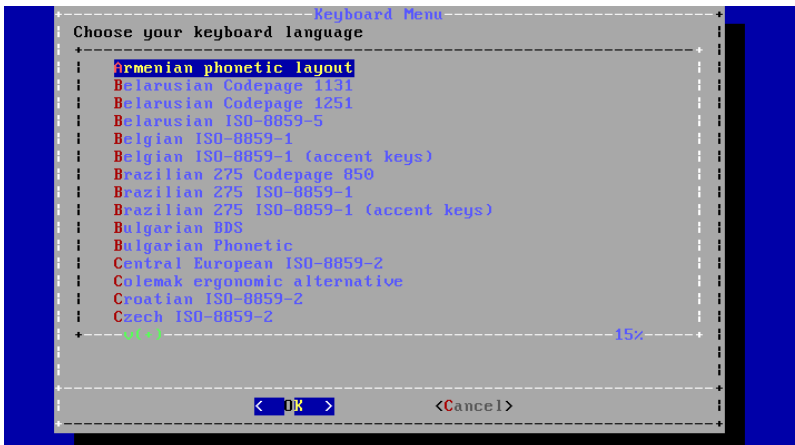 Keyboard Menu
Choose your keyboard language
Armenian phonetic layout
Belarusian Codepage 1131
Belarusian Codepage 1251
Belarusian ISO-8859-5
Belgian ISO-8859-1
Belgian ISO-8859-1 (accent keys)
Brazilian 275 Codepage 850
Brazilian 275 ISO-8859-1
Brazilian 275 ISO-8859-1 (accent keys)
Bulgarian BDS
Bulgarian Phonetic
Central European ISO-8859-2
Colemak ergonomic alternative
Croatian ISO-8859-2
Czech ISO-8859-2
v(+) 15%
< OK > <Cancel>